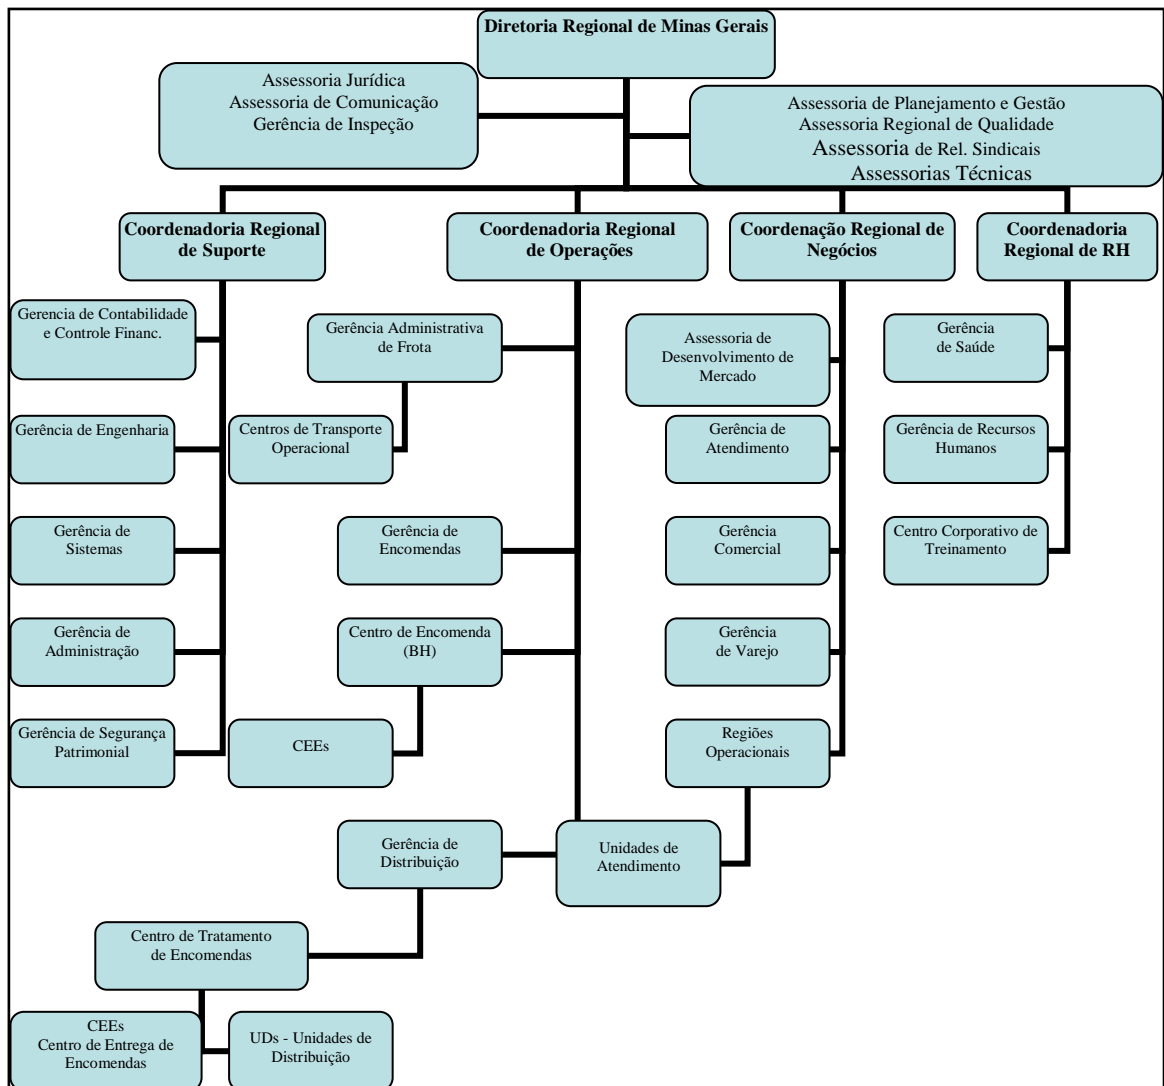 Diretoria Regional de Minas Gerais
Assessoria Jurídica
Assessoria de Comunicação
Gerência de Inspeção
Assessoria de Planejamento e Gestão
Assessoria Regional de Qualidade
Assessoria de Rel. Sindicais
Assessorias Técnicas
Coordenadoria Regional
de Suporte
Coordenadoria Regional
de Operações
Coordenação Regional de
Negócios
Coordenadoria
Regional de RH
Gerencia de Contabilidade
e Controle Financ.
Gerência Administrativa
de Frota
Assessoria de
Desenvolvimento de
Mercado
Gerência
de Saúde
Gerência de Engenharia
Centros de Transporte
Operacional
Gerência de
Atendimento
Gerência de Recursos
Humanos
Gerência de
Sistemas
Gerência de
Encomendas
Gerência
Comercial
Centro Corporativo de
Treinamento
Gerência de
Administração
Centro de Encomenda
(BH)
Gerência
de Varejo
Gerência de Segurança
Patrimonial
CEEs
Regiões
Operacionais
Gerência de
Distribuição
Unidades de
Atendimento
Centro de Tratamento
de Encomendas
CEEs
Centro de Entrega de
Encomendas
UDs - Unidades de
Distribuição